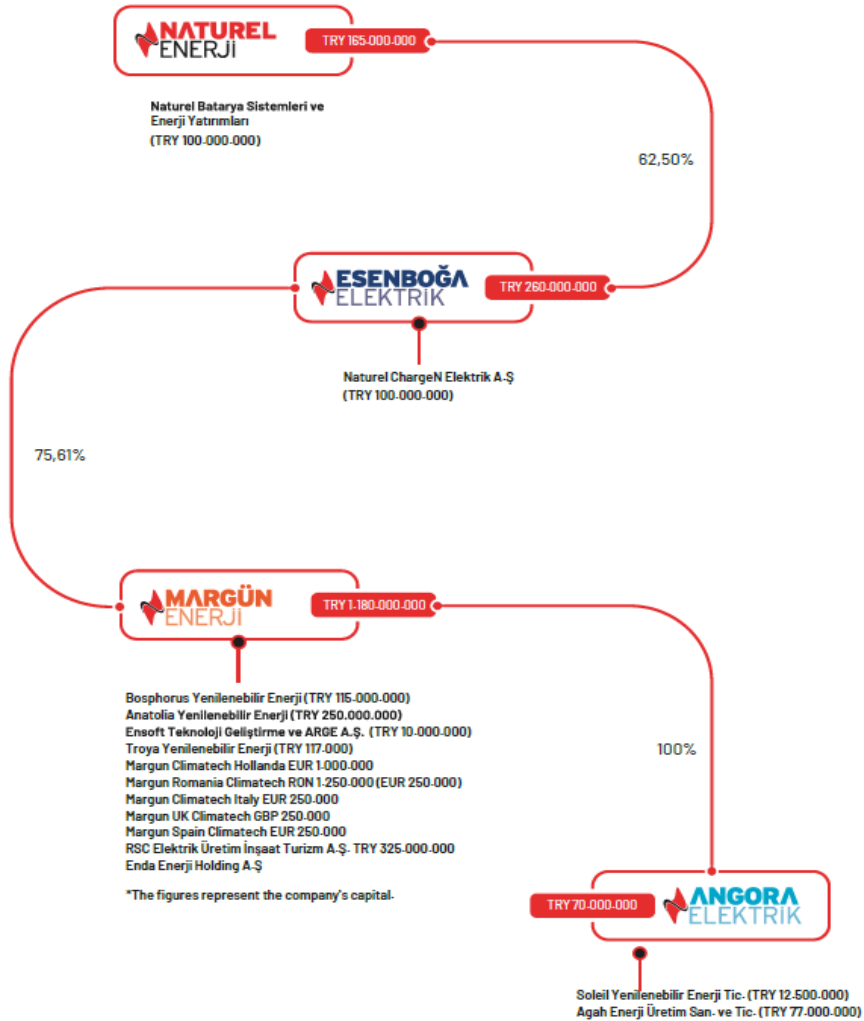 NATUREL
ENERJİ
TRY 165.000.000
Naturel Batarya Sistemleri ve
Enerji Yatırımları
(TRY 100.000.000)
62,50%
ESENBOĞA
ELEKTRİK
TRY 260.000.000
Naturel ChargeN Elektrik A.Ş
(TRY 100.000.000)
75,61%
MARGÜN
ENERJİ
TRY 1.180.000.000
Bosphorus Yenilenebilir Enerji (TRY 115.000.000)
Anatolia Yenilenebilir Enerji (TRY 250.000.000)
Ensoft Teknoloji Geliştirme ve ARGE A.Ş. (TRY 10.000.000)
Troya Yenilenebilir Enerji (TRY 117.000)
Margun Climatech Hollanda EUR 1.000.000
Margun Romania Climatech RON 1.250.000 (EUR 250.000)
Margun Climatech Italy EUR 250.000
Margun UK Climatech GBP 250.000
Margun Spain Climatech EUR 250.000
RSC Elektrik Üretim İnşaat Turizm A.Ş. TRY 325.000.000
Enda Enerji Holding A.Ş
*The figures represent the company's capital.
100%
TRY 70.000.000
ANGORA
ELEKTRİK
Soleil Yenilenebilir Enerji Tic. (TRY 12.500.000)
Agah Enerji Üretim San. ve Tic. (TRY 77.000.000)